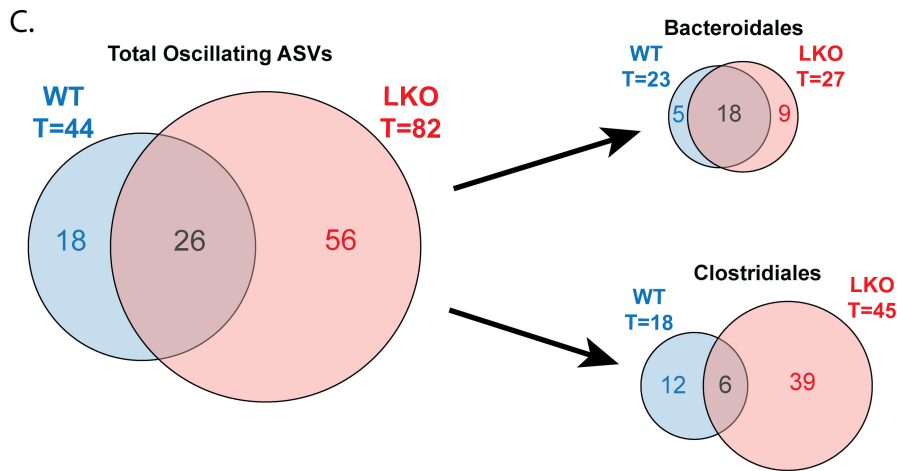 C.
Total Oscillating ASVs
WT
T=44
LKO
T=82
18
26
56
Bacteroidales
WT
T=23
LKO
T=27
5
18
9
Clostridiales
WT
T=18
LKO
T=45
12
6
39